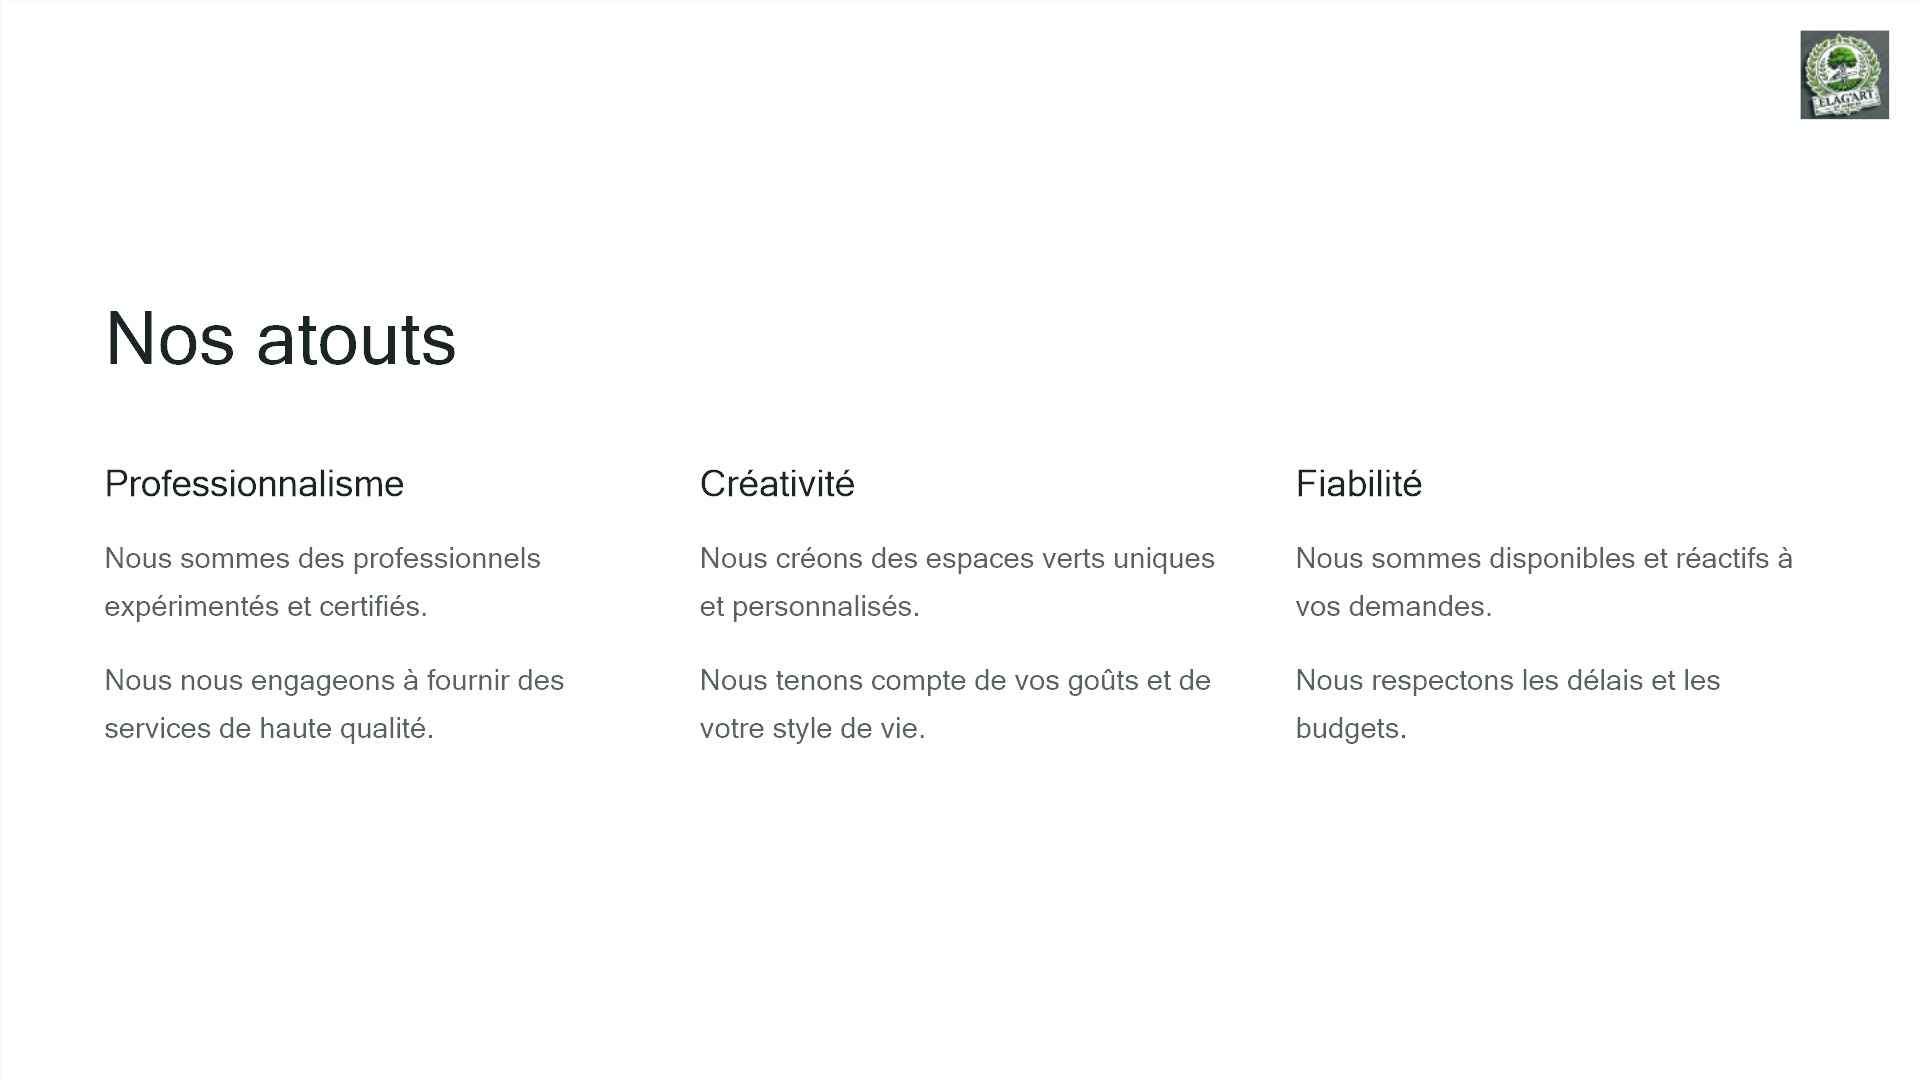 ELAG'ART
Nos atouts
Professionnalisme
Nous sommes des professionnels
expérimentés et certifiés.
Nous nous engageons à fournir des
services de haute qualité.
Créativité
Nous créons des espaces verts uniques
et personnalisés.
Nous tenons compte de vos goûts et de
votre style de vie.
Fiabilité
Nous sommes disponibles et réactifs à
vos demandes.
Nous respectons les délais et les
budgets.